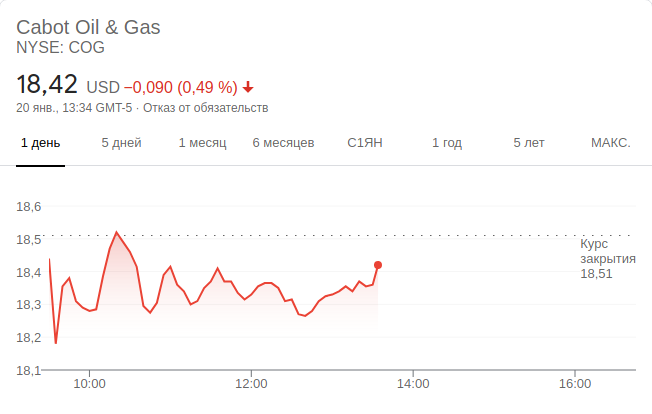 Cabot Oil & Gas
NYSE: COG
18,42 USD −0,090 (0,49 %) ↓
20 янв., 13:34 GMT-5 · Отказ от обязательств
1 день 5 дней 1 месяц 6 месяцев С1ЯН 1 год 5 лет МАКС.
18,6
18,5
Курс
закрытия
18,51
18,4
18,3
18,2
18,1
10:00 12:00 14:00 16:00